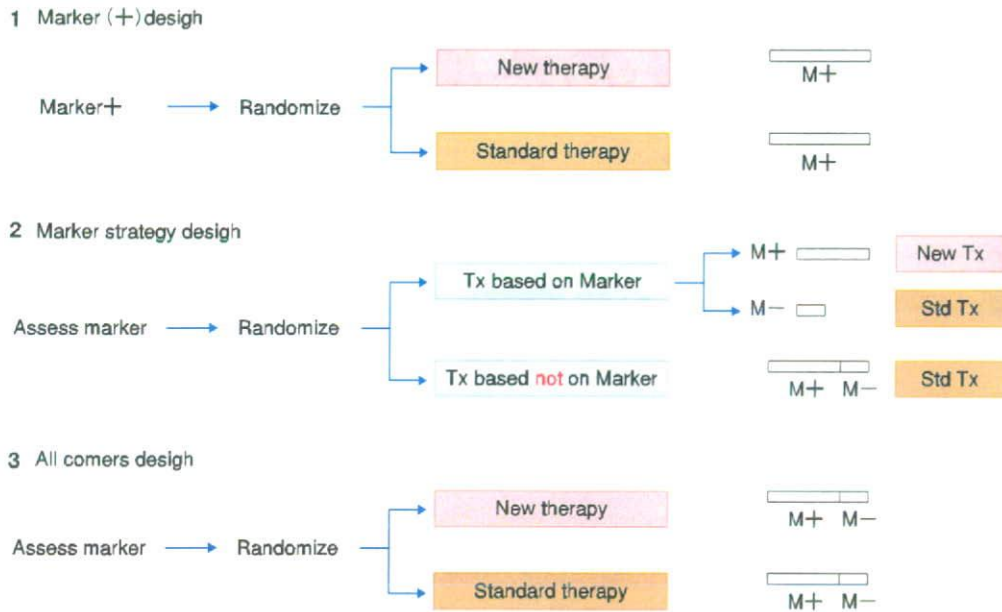 1 Marker (+) desigh
New therapy
M+
Marker+
Randomize
Standard therapy
M+
2 Marker strategy desigh
M+
New Tx
Tx based on Marker
M−
Std Tx
Assess marker
Randomize
Tx based not on Marker
Std Tx
M+ M−
3 All comers desigh
New therapy
M+ M−
Assess marker
Randomize
Standard therapy
M+ M−